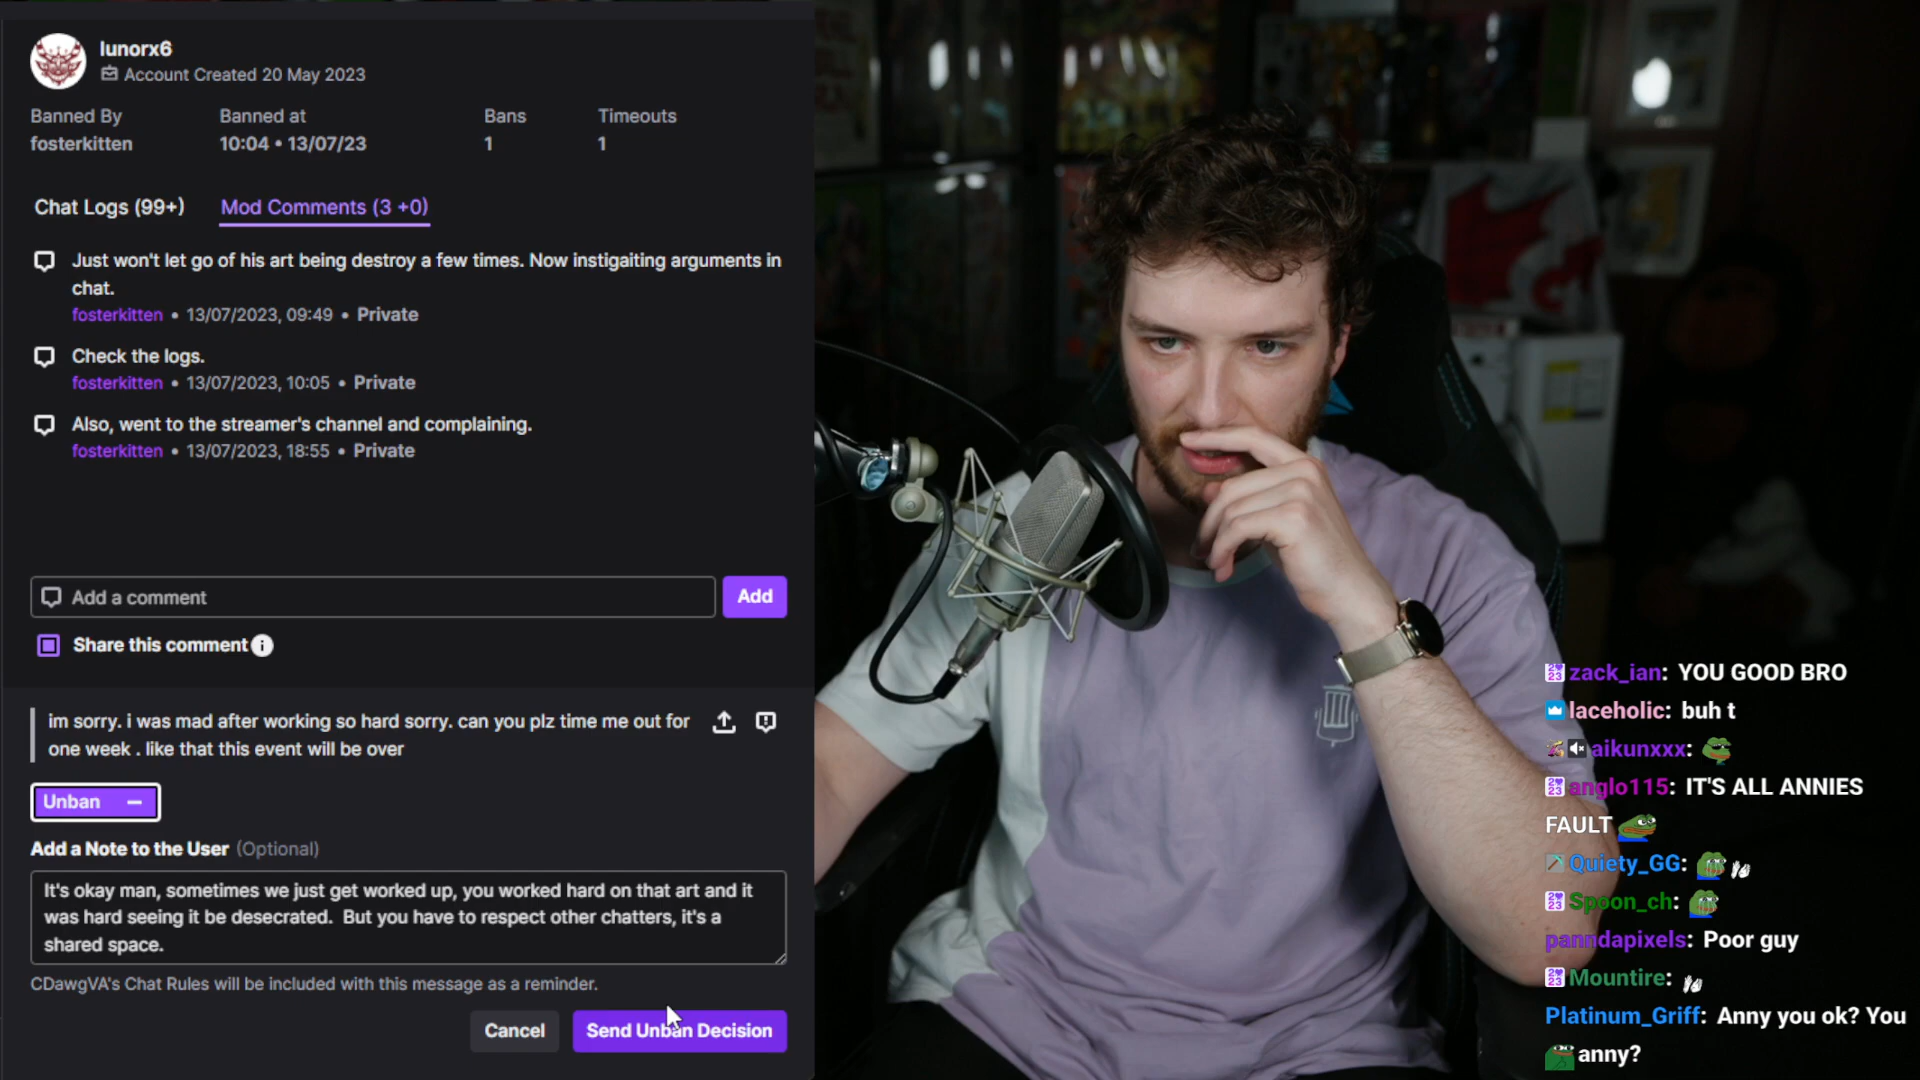 lunorx6
Account Created 20 May 2023
Banned By
fosterkitten
Banned at
10:04 • 13/07/23
Bans
1
Timeouts
1
Chat Logs (99+)
Mod Comments (3 +0)
Just won't let go of his art being destroy a few times. Now instigaiting arguments in
chat.
fosterkitten • 13/07/2023, 09:49 • Private
Check the logs.
fosterkitten • 13/07/2023, 10:05 • Private
Also, went to the streamer's channel and complaining.
fosterkitten • 13/07/2023, 18:55 • Private
Add a comment
Add
Share this comment
im sorry. i was mad after working so hard sorry. can you plz time me out for
one week . like that this event will be over
Unban
Add a Note to the User (Optional)
It's okay man, sometimes we just get worked up, you worked hard on that art and it
was hard seeing it be desecrated. But you have to respect other chatters, it's a
shared space.
CDawgVA's Chat Rules will be included with this message as a reminder.
Cancel
Send Unban Decision
zack_ian: YOU GOOD BRO
laceholic: buh t
aikunxxx:
anglo115: IT'S ALL ANNIES
FAULT
Quiety_GG:
Spoon_ch:
panndapixels: Poor guy
Mountire:
Platinum_Griff: Anny you ok? You
anny?